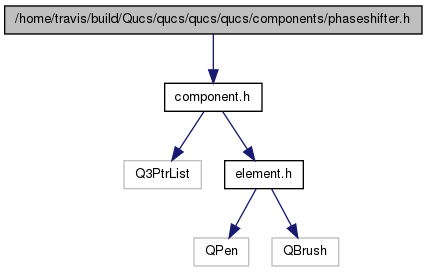 /home/travis/build/Qucs/qucs/qucs/qucs/components/phaseshifter.h
component.h
Q3PtrList
element.h
QPen
QBrush